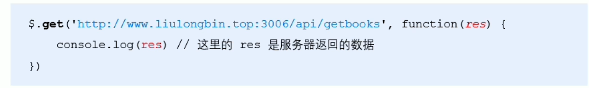 $.get('http://www.liulongbin.top:3006/api/getbooks', function(res) {
    console.log(res) // 这里的 res 是服务器返回的数据
})